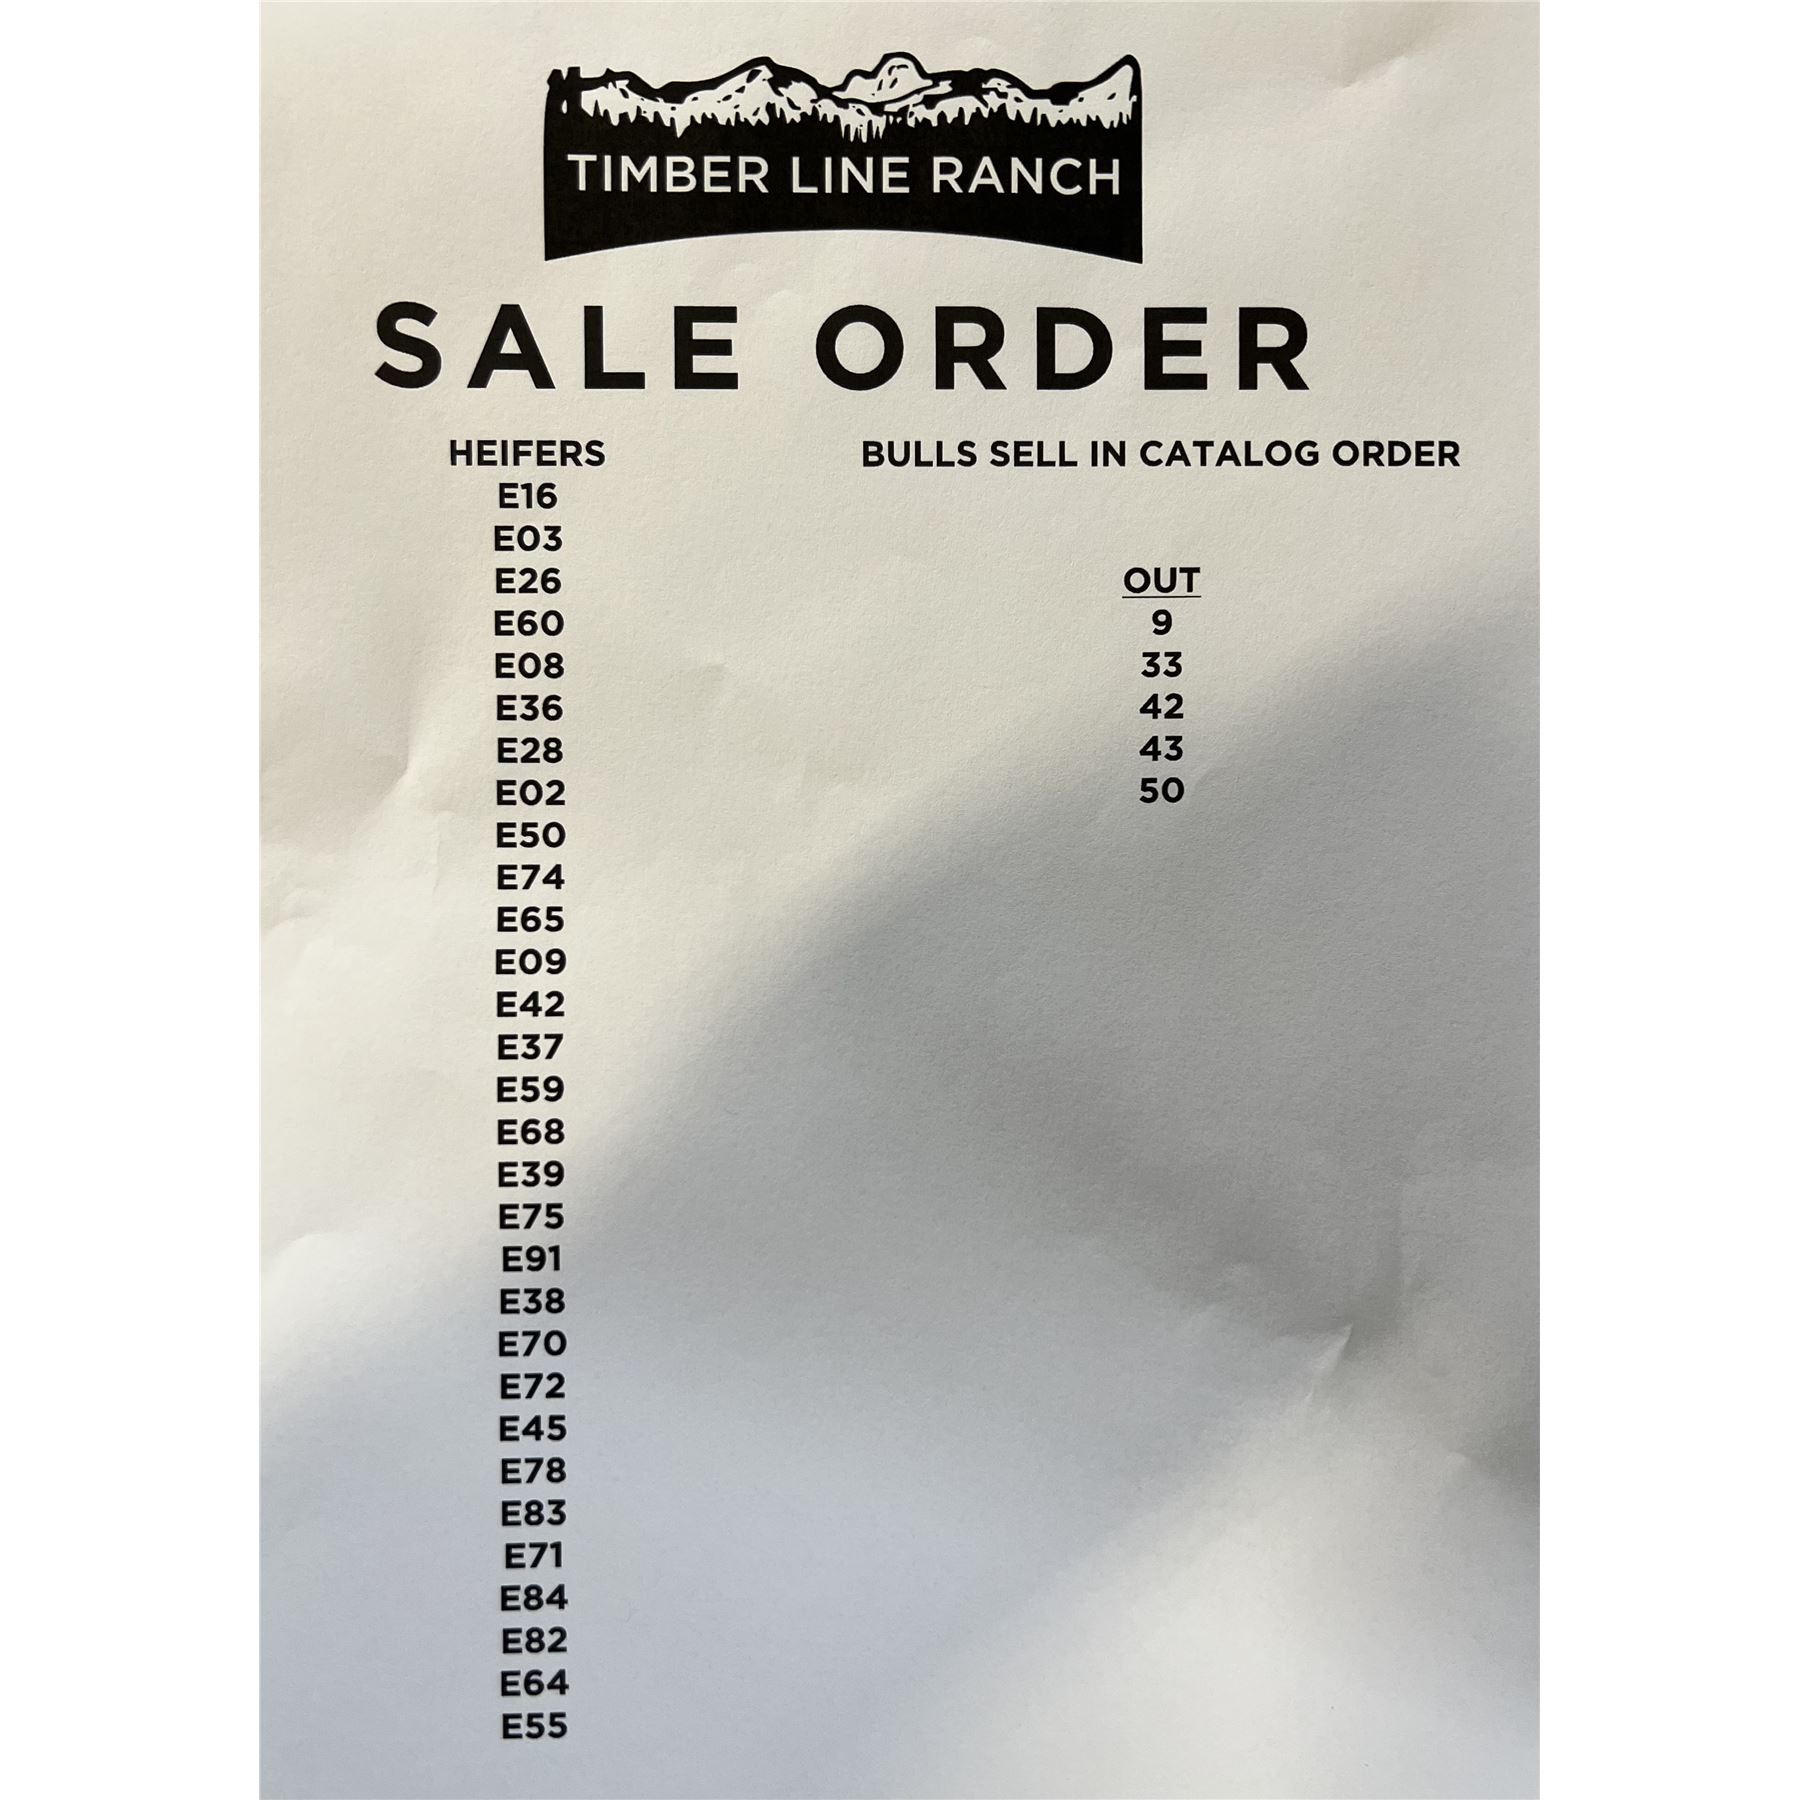 TIMBER LINE RANCH
SALE ORDER
HEIFERS
E16
E03
E26
E60
E08
E36
E28
E02
E50
E74
E65
E09
E42
E37
E59
E68
E39
E75
E91
E38
E70
E72
E45
E78
E83
E71
E84
E82
E64
E55
BULLS SELL IN CATALOG ORDER
OUT
9
33
42
43
50